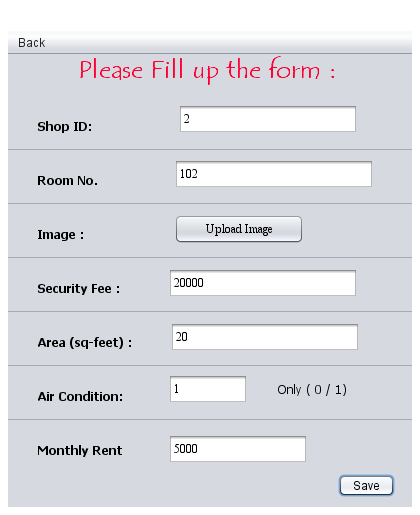 Back
Please Fill up the form :
Shop ID: 2
Room No. 102
Image : Upload Image
Security Fee : 20000
Area (sq-feet) : 20
Air Condition: 1 Only ( 0 / 1)
Monthly Rent 5000
Save